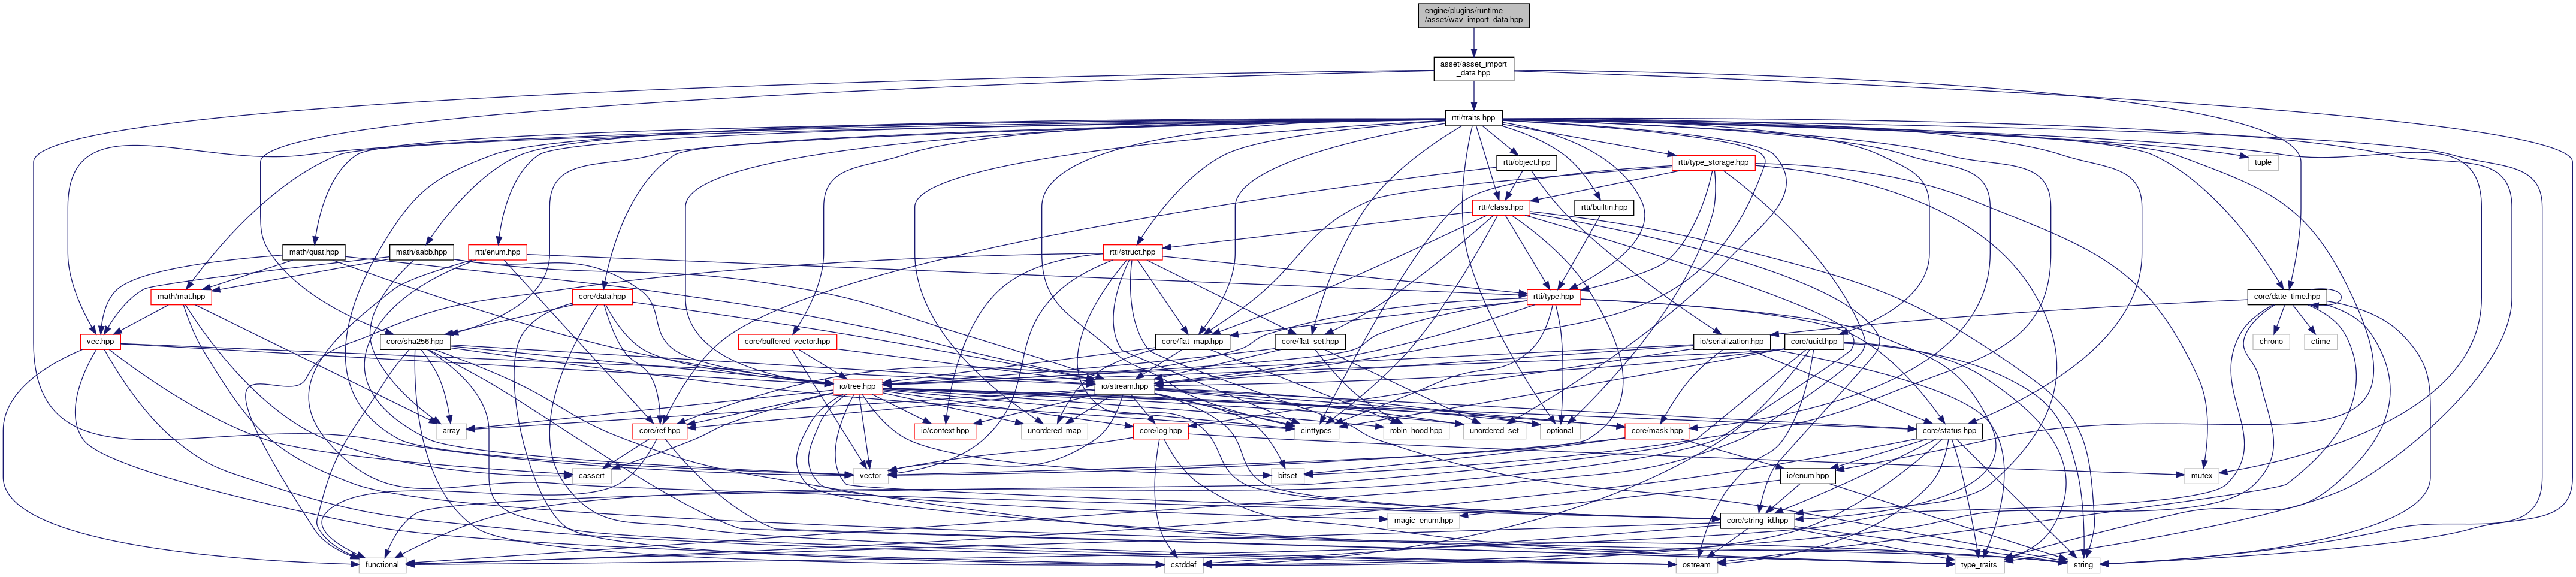 engine/plugins/runtime
/asset/wav_import_data.hpp
asset/asset_import
_data.hpp
rtti/traits.hpp
rtti/object.hpp
rtti/type_storage.hpp
tuple
rtti/class.hpp
rtti/builtin.hpp
math/quat.hpp
math/aabb.hpp
rtti/enum.hpp
rtti/struct.hpp
math/mat.hpp
core/data.hpp
rtti/type.hpp
core/date_time.hpp
vec.hpp
core/sha256.hpp
core/buffered_vector.hpp
core/flat_map.hpp
core/flat_set.hpp
io/serialization.hpp
core/uuid.hpp
chrono
ctime
io/tree.hpp
io/stream.hpp
array
core/ref.hpp
io/context.hpp
unordered_map
core/log.hpp
cinttypes
robin_hood.hpp
unordered_set
optional
core/mask.hpp
core/status.hpp
cassert
vector
bitset
io/enum.hpp
mutex
magic_enum.hpp
core/string_id.hpp
functional
cstddef
ostream
type_traits
string